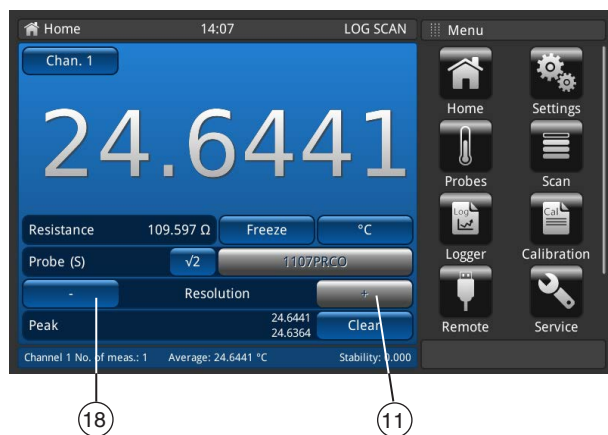 Home 14:07 LOG SCAN
Chan. 1
24.6441
Resistance 109.597 Ω Freeze °C
Probe (S) √2 1107PRCO
- Resolution +
Peak 24.6441 24.6364 Clear
Channel 1 No. of meas.: 1 Average: 24.6441 °C Stability: 0.000
Menu
Home Settings
Probes Scan
Log Cal
Logger Calibration
Remote Service
18 11